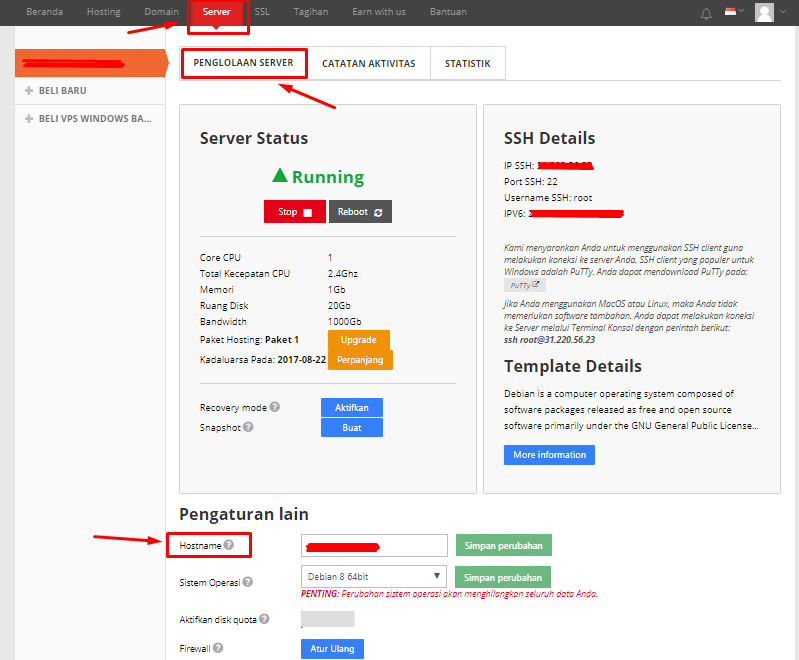 Beranda Hosting Domain Server SSL Tagihan Earn with us Bantuan
PENGLOLAAN SERVER CATATAN AKTIVITAS STATISTIK
BELI BARU
BELI VPS WINDOWS BA...
Server Status
Running
Stop Reboot
Core CPU 1
Total Kecepatan CPU 2.4Ghz
Memori 1Gb
Ruang Disk 20Gb
Bandwidth 1000Gb
Paket Hosting: Paket 1 Upgrade
Kadaluarsa Pada: 2017-08-22 Perpanjang
Recovery mode ? Aktifkan
Snapshot ? Buat
SSH Details
IP SSH:
Port SSH: 22
Username SSH: root
IPV6: 2
Kami menyarankan Anda untuk menggunakan SSH client guna
melakukan koneksi ke server Anda. SSH client yang populer untuk
Windows adalah PuTTy. Anda dapat mendownload PuTTy pada:
PuTTy
Jika Anda menggunakan MacOS atau Linux, maka Anda tidak
memerlukan software tambahan. Anda dapat melakukan koneksi
ke Server melalui Terminal Konsol dengan perintah berikut:
ssh root@31.220.56.23
Template Details
Debian is a computer operating system composed of
software packages released as free and open source
software primarily under the GNU General Public License...
More information
Pengaturan lain
Hostname ? Simpan perubahan
Sistem Operasi ? Debian 8 64bit Simpan perubahan
PENTING: Perubahan sistem operasi akan menghilangkan seluruh data Anda.
Aktifkan disk quota ?
Firewall ? Atur Ulang